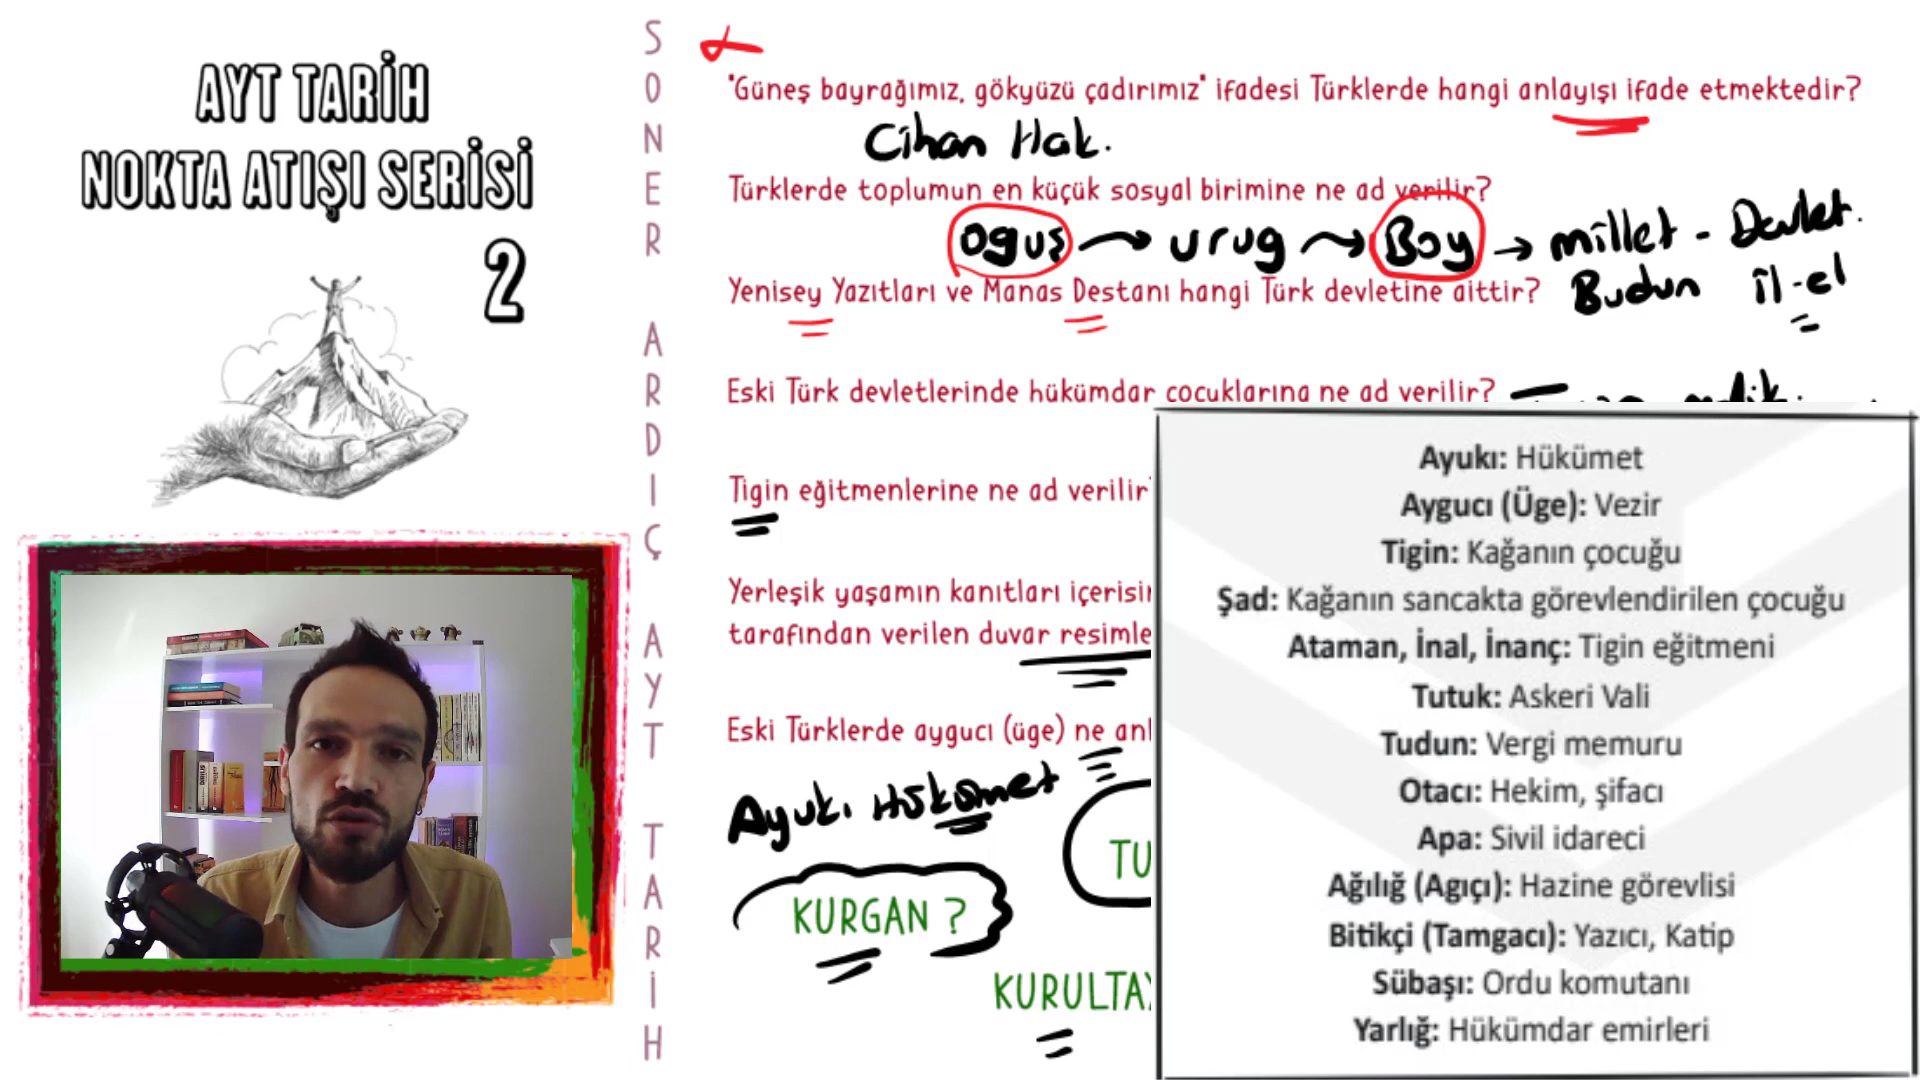 AYT TARİH
NOKTA ATIŞI SERİSİ
2
SONER ARDIÇ AYT TARİH
"Güneş bayrağımız, gökyüzü çadırımız" ifadesi Türklerde hangi anlayışı ifade etmektedir?
Cihan Hak.
Türklerde toplumun en küçük sosyal birimine ne ad verilir?
Oguş → urug → Boy → millet - Devlet.
Budun il-el
Yenisey Yazıtları ve Manas Destanı hangi Türk devletine aittir?
Eski Türk devletlerinde hükümdar çocuklarına ne ad verilir?
Tigin eğitmenlerine ne ad verilir
Yerleşik yaşamın kanıtları
tarafından verilen duvar
Eski Türklerde aygucı (üge) ne
Ayukı Hükümet
KURGAN ?
Ayukı: Hükümet
Aygucı (Üge): Vezir
Tigin: Kağanın çocuğu
Şad: Kağanın sancakta görevlendirilen çocuğu
Ataman, İnal, İnanç: Tigin eğitmeni
Tutuk: Askeri Vali
Tudun: Vergi memuru
Otacı: Hekim, şifacı
Apa: Sivil idareci
Ağılığ (Agıçı): Hazine görevlisi
Bitikçi (Tamgacı): Yazıcı, Katip
Sübaşı: Ordu komutanı
Yarlığ: Hükümdar emirleri